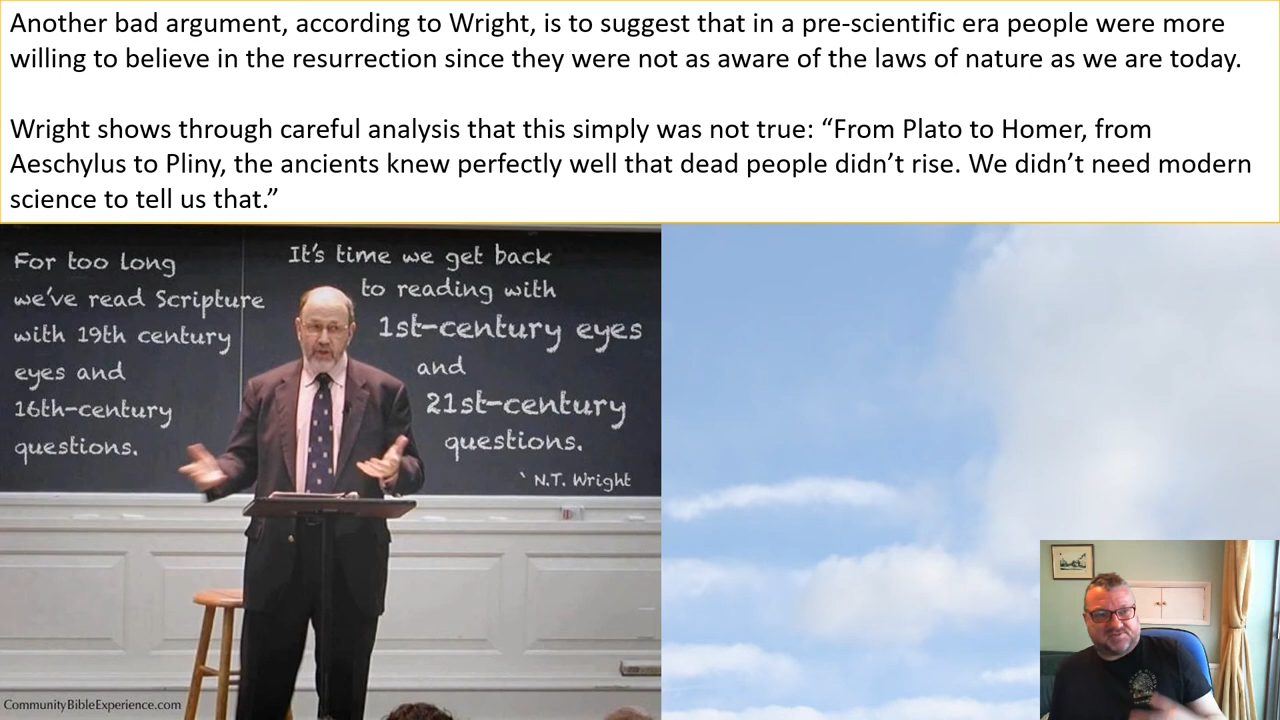 Another bad argument, according to Wright, is to suggest that in a pre-scientific era people were more
willing to believe in the resurrection since they were not as aware of the laws of nature as we are today.
Wright shows through careful analysis that this simply was not true: “From Plato to Homer, from
Aeschylus to Pliny, the ancients knew perfectly well that dead people didn’t rise. We didn’t need modern
science to tell us that.”
For too long
we've read Scripture
with 19th century
eyes and
16th-century
questions.
It's time we get back
to reading with
1st-century eyes
and
21st-century
questions.
` N.T. Wright
CommunityBibleExperience.com